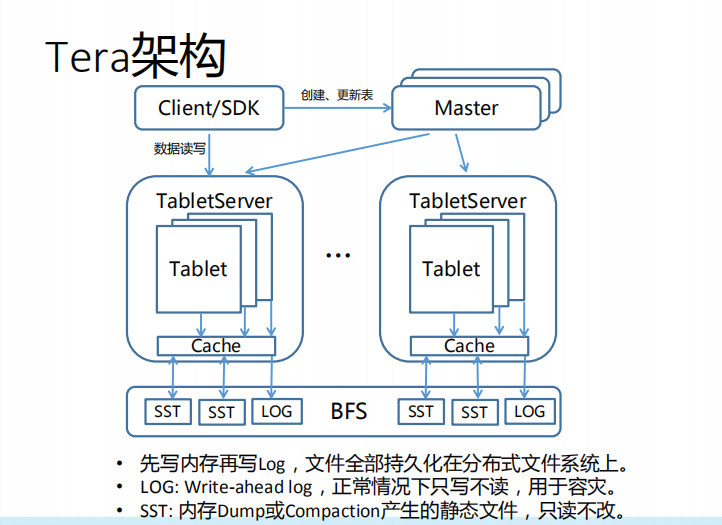 Tera架构
Client/SDK
创建、更新表
Master
数据读写
TabletServer
TabletServer
Tablet
...
Tablet
Cache
Cache
SST
SST
LOG
BFS
SST
SST
LOG
• 先写内存再写Log，文件全部持久化在分布式文件系统上。
• LOG: Write-ahead log，正常情况下只写不读，用于容灾。
• SST: 内存Dump或Compaction产生的静态文件，只读不改。